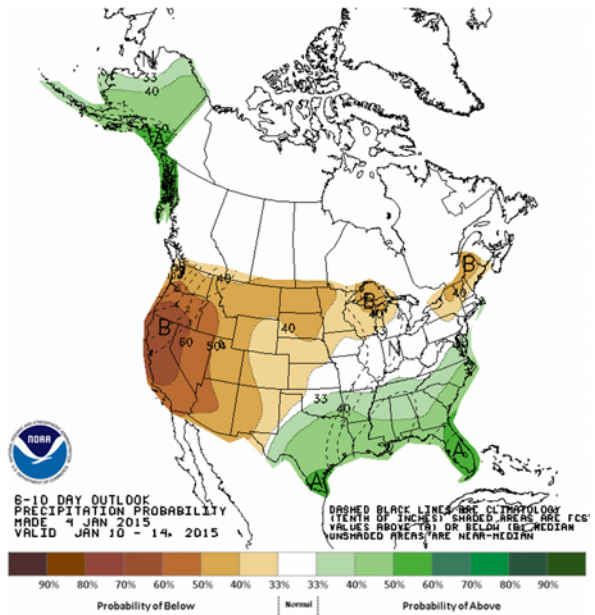 N
33
40
50
A
40
B
B
40
B
40
60
50
40
N
33
40
A
A
NOAA
6-10 DAY OUTLOOK
PRECIPITATION PROBABILITY
MADE 4 JAN 2015
VALID JAN 10 - 14, 2015
DASHED BLACK LINES ARE CLIMATOLOGY
(TENTH OF INCHES) SHADED AREAS ARE FCST
VALUES ABOVE (A) OR BELOW (B) MEDIAN
UNSHADED AREAS ARE NEAR-MEDIAN
90% 80% 70% 60% 50% 40% 33% 33% 40% 50% 60% 70% 80% 90%
Probability of Below Normal Probability of Above